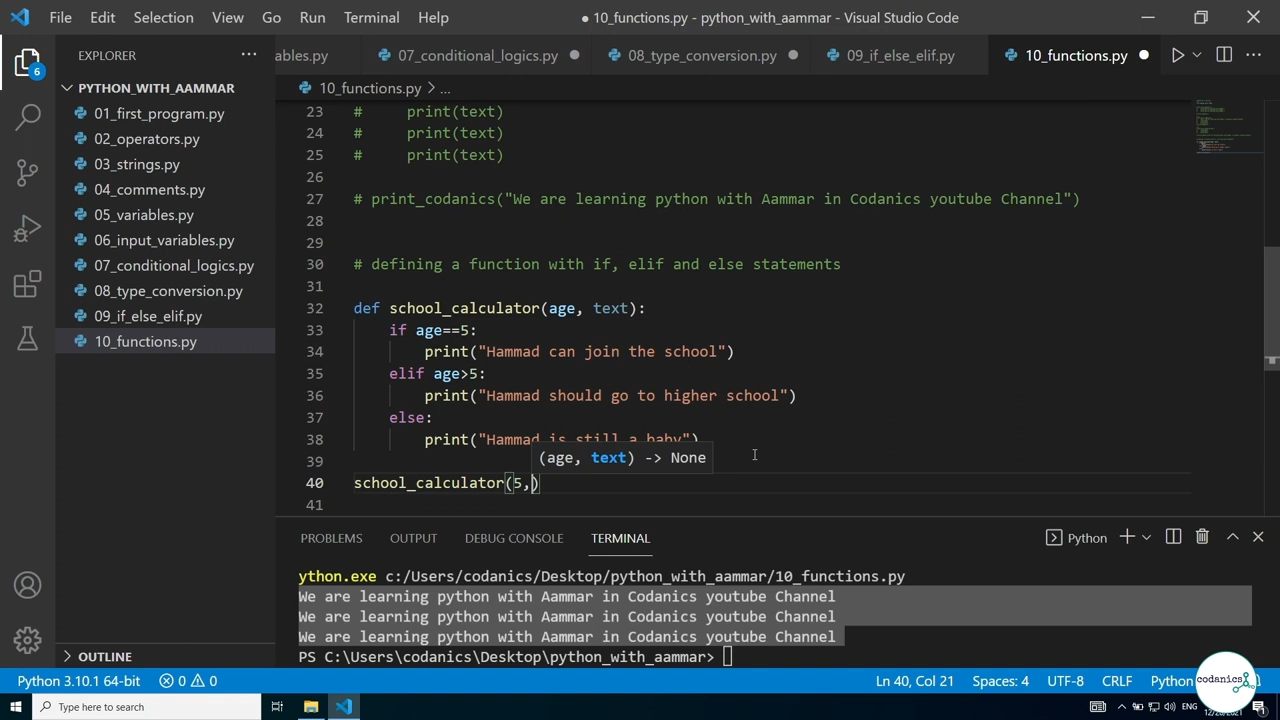 File Edit Selection View Go Run Terminal Help ● 10_functions.py - python_with_aammar - Visual Studio Code
EXPLORER
ables.py 07_conditional_logics.py 08_type_conversion.py 09_if_else_elif.py 10_functions.py
6
PYTHON_WITH_AAMMAR
01_first_program.py
02_operators.py
03_strings.py
04_comments.py
05_variables.py
06_input_variables.py
07_conditional_logics.py
08_type_conversion.py
09_if_else_elif.py
10_functions.py
OUTLINE
10_functions.py > ...
23 #     print(text)
24 #     print(text)
25 #     print(text)
26
27 # print_codanics("We are learning python with Aammar in Codanics youtube Channel")
28
29
30 # defining a function with if, elif and else statements
31
32 def school_calculator(age, text):
33     if age==5:
34         print("Hammad can join the school")
35     elif age>5:
36         print("Hammad should go to higher school")
37     else:
38         print("Hammad is still a baby")
(age, text) -> None
39
40 school_calculator(5,)
41
PROBLEMS OUTPUT DEBUG CONSOLE TERMINAL Python
ython.exe c:/Users/codanics/Desktop/python_with_aammar/10_functions.py
We are learning python with Aammar in Codanics youtube Channel
We are learning python with Aammar in Codanics youtube Channel
We are learning python with Aammar in Codanics youtube Channel
PS C:\Users\codanics\Desktop\python_with_aammar>
Python 3.10.1 64-bit 0 0 Ln 40, Col 21 Spaces: 4 UTF-8 CRLF Python
codanics
Type here to search ENG